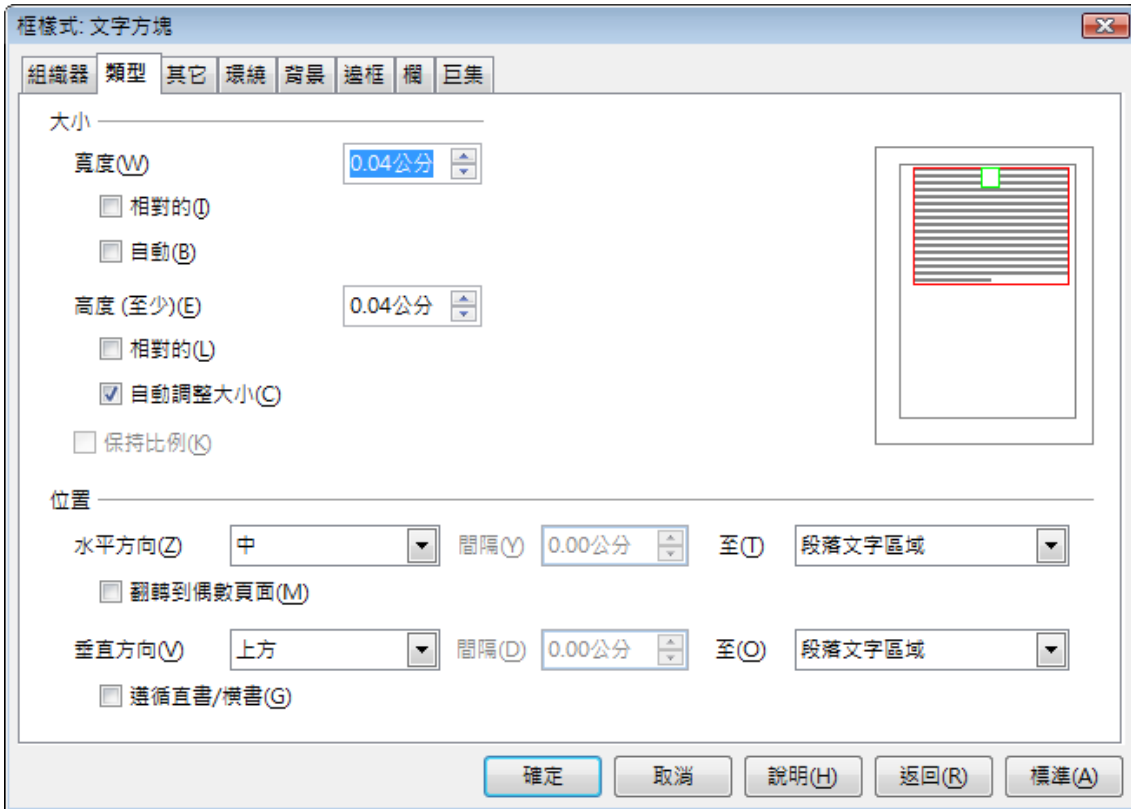 框樣式: 文字方塊
組織器 類型 其它 環繞 背景 邊框 欄 巨集
大小
寬度(W) 0.04公分
相對的(I)
自動(B)
高度 (至少)(E) 0.04公分
相對的(L)
自動調整大小(C)
保持比例(K)
位置
水平方向(Z) 中 間隔(Y) 0.00公分 至(T) 段落文字區域
翻轉到偶數頁面(M)
垂直方向(V) 上方 間隔(D) 0.00公分 至(O) 段落文字區域
遵循直書/橫書(G)
確定 取消 說明(H) 返回(R) 標準(A)